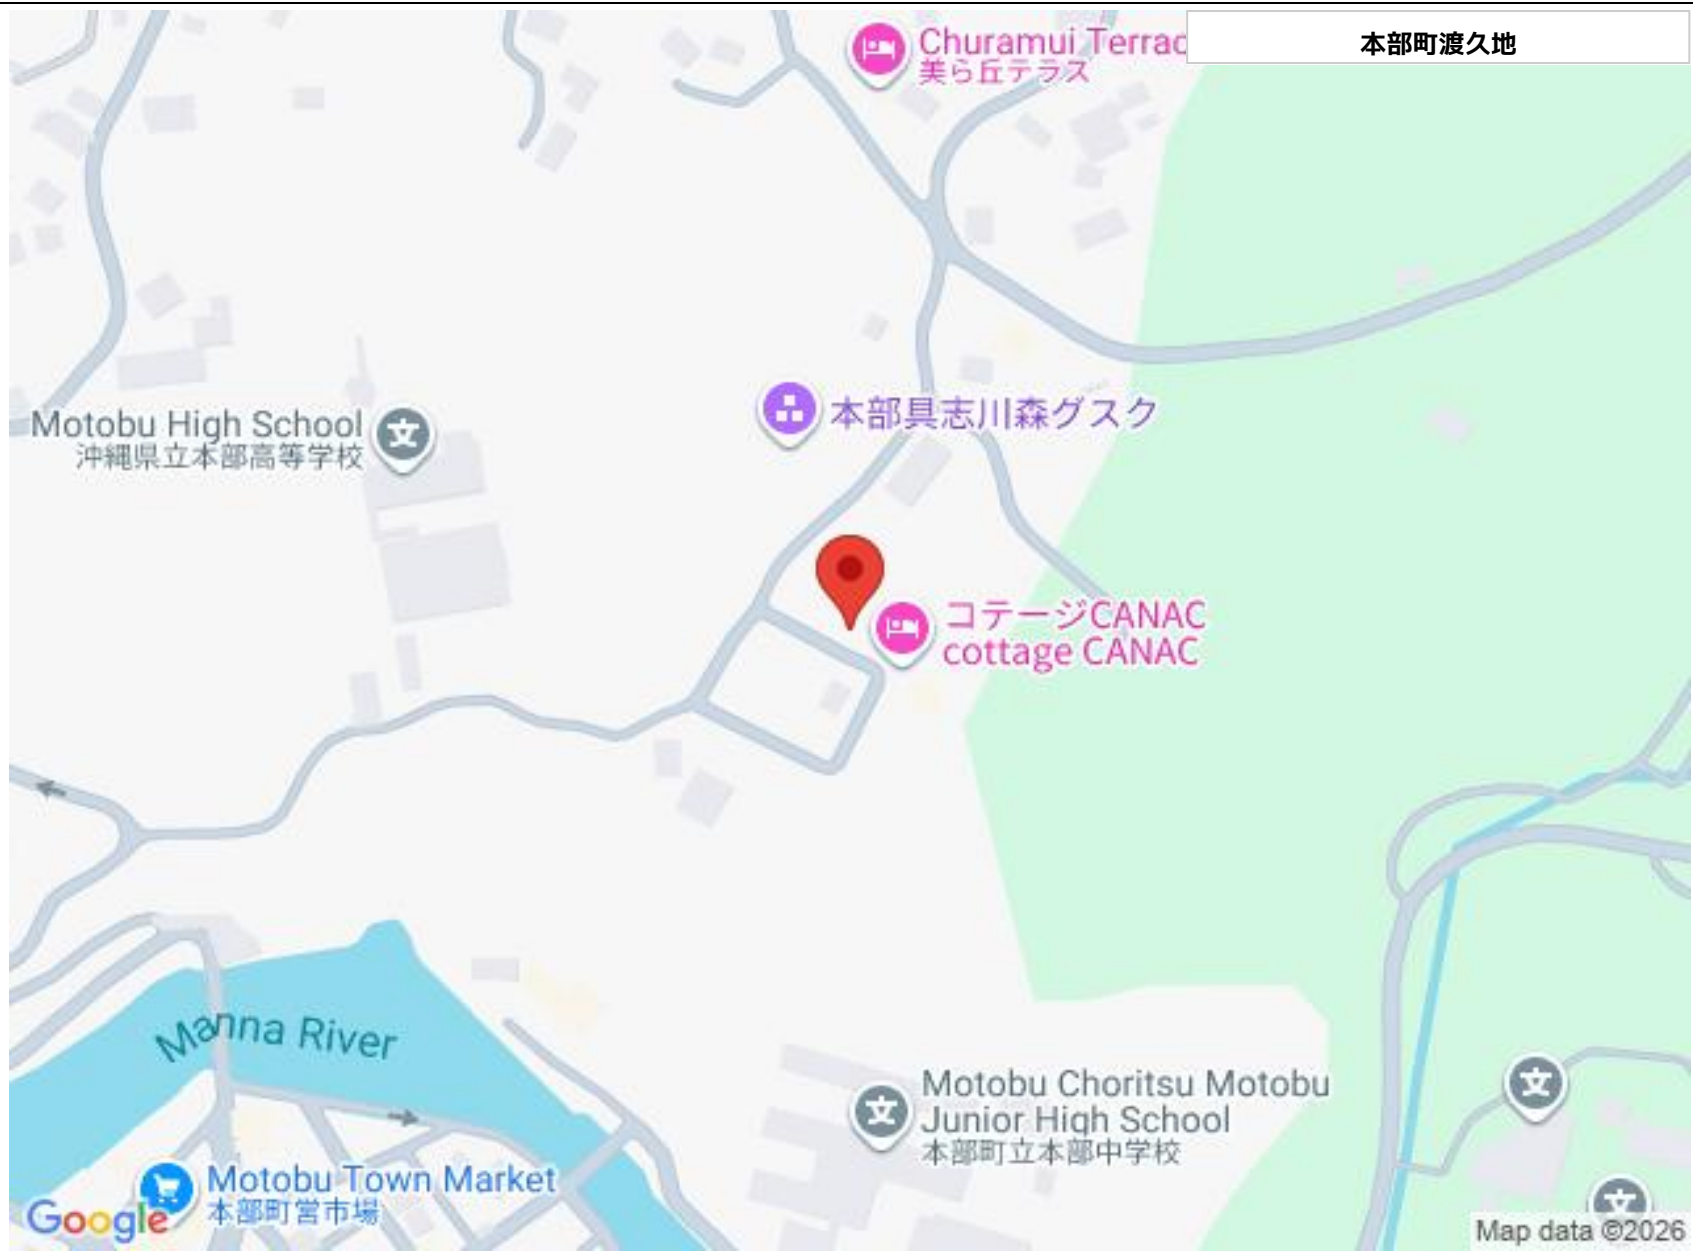 Churamui Terrac
美ら丘テラス
本部町渡久地
Motobu High School
沖縄県立本部高等学校
文
本部具志川森グスク
コテージCANAC
cottage CANAC
Manna River
文
Motobu Choritsu Motobu
Junior High School
本部町立本部中学校
文
Motobu Town Market
本部町営市場
文
Google
Map data ©2026